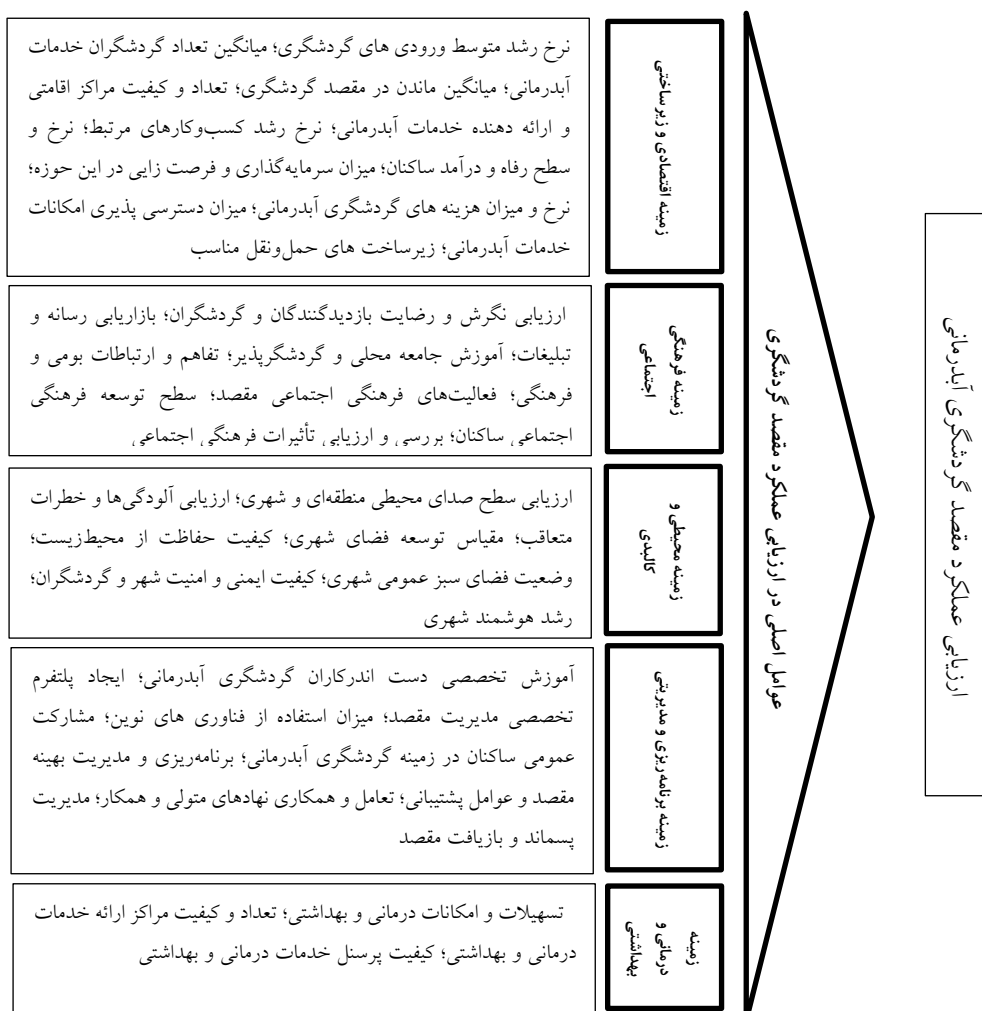 ارزیابی عملکرد مقصد گردشگری آبدرمانی
عوامل اصلی در ارزیابی عملکرد مقصد گردشگری
زمینه اقتصادی و زیرساختی
نرخ رشد متوسط ورودی های گردشگری؛ میانگین تعداد گردشگران خدمات
آبدرمانی؛ میانگین ماندن در مقصد گردشگری؛ تعداد و کیفیت مراکز اقامتی
و ارائه دهنده خدمات آبدرمانی؛ نرخ رشد کسب‌وکارهای مرتبط؛ نرخ و
سطح رفاه و درآمد ساکنان؛ میزان سرمایه‌گذاری و فرصت زایی در این حوزه؛
نرخ و میزان هزینه های گردشگری آبدرمانی؛ میزان دسترسی پذیری امکانات
خدمات آبدرمانی؛ زیرساخت های حمل‌ونقل مناسب
زمینه فرهنگی
اجتماعی
ارزیابی نگرش و رضایت بازدیدگنندگان و گردشگران؛ بازاریابی رسانه و
تبلیغات؛ آموزش جامعه محلی و گردشگرپذیر؛ تفاهم و ارتباطات بومی و
فرهنگی؛ فعالیت‌های فرهنگی اجتماعی مقصد؛ سطح توسعه فرهنگی
اجتماعی ساکنان؛ بررسی و ارزیابی تأثیرات فرهنگی اجتماعی
زمینه محیطی و
کالبدی
ارزیابی سطح صدای محیطی منطقه‌ای و شهری؛ ارزیابی آلودگی‌ها و خطرات
متعاقب؛ مقیاس توسعه فضای شهری؛ کیفیت حفاظت از محیط‌زیست؛
وضعیت فضای سبز عمومی شهری؛ کیفیت ایمنی و امنیت شهر و گردشگران؛
رشد هوشمند شهری
زمینه برنامه‌ریزی و مدیریتی
آموزش تخصصی دست اندرکاران گردشگری آبدرمانی؛ ایجاد پلتفرم
تخصصی مدیریت مقصد؛ میزان استفاده از فناوری های نوین؛ مشارکت
عمومی ساکنان در زمینه گردشگری آبدرمانی؛ برنامه‌ریزی و مدیریت بهینه
مقصد و عوامل پشتیبانی؛ تعامل و همکاری نهادهای متولی و همکار؛ مدیریت
پسماند و بازیافت مقصد
زمینه
درمانی و
بهداشتی
تسهیلات و امکانات درمانی و بهداشتی؛ تعداد و کیفیت مراکز ارائه خدمات
درمانی و بهداشتی؛ کیفیت پرسنل خدمات درمانی و بهداشتی